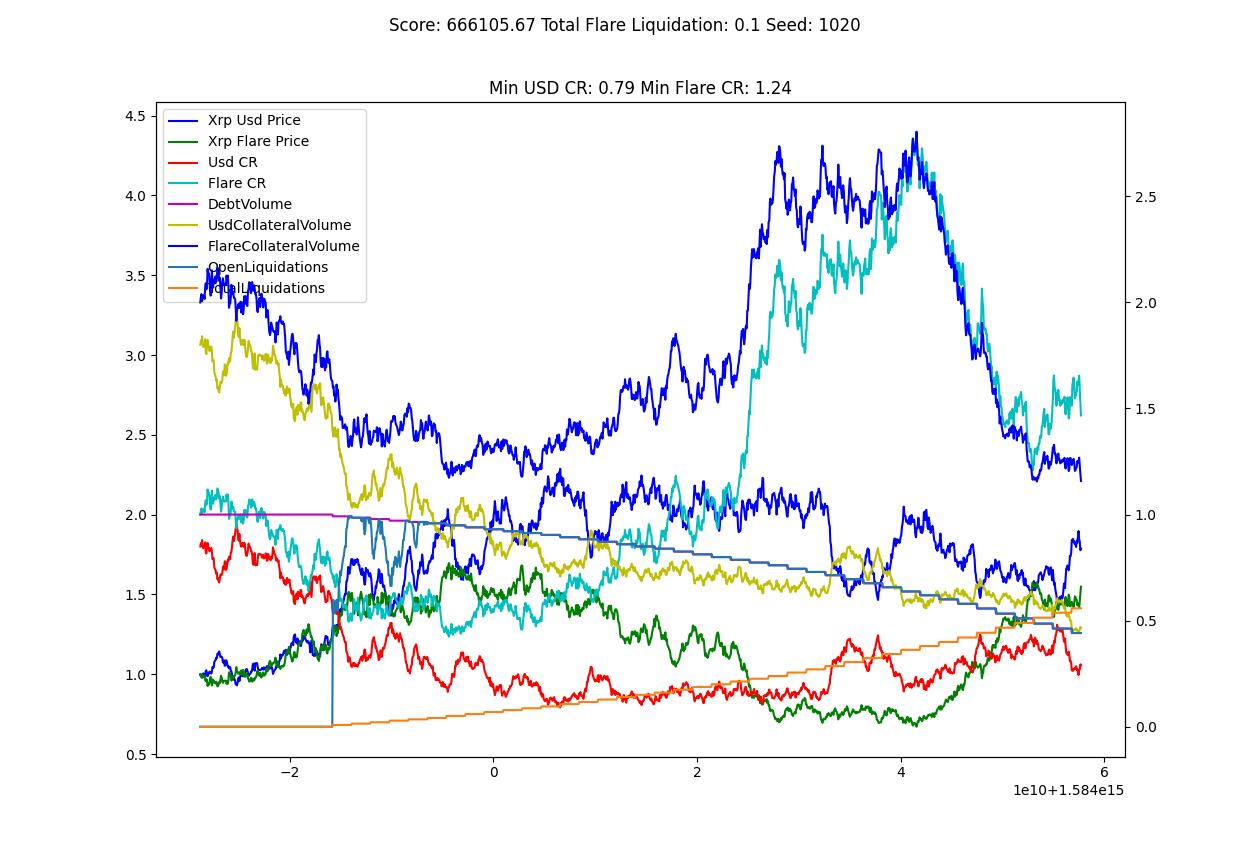 Score: 666105.67 Total Flare Liquidation: 0.1 Seed: 1020
Min USD CR: 0.79 Min Flare CR: 1.24
Xrp Usd Price
Xrp Flare Price
Usd CR
Flare CR
DebtVolume
UsdCollateralVolume
FlareCollateralVolume
OpenLiquidations
TotalLiquidations
4.5
4.0
3.5
3.0
2.5
2.0
1.5
1.0
0.5
2.5
2.0
1.5
1.0
0.5
0.0
−2
0
2
4
6
1e10+1.584e15